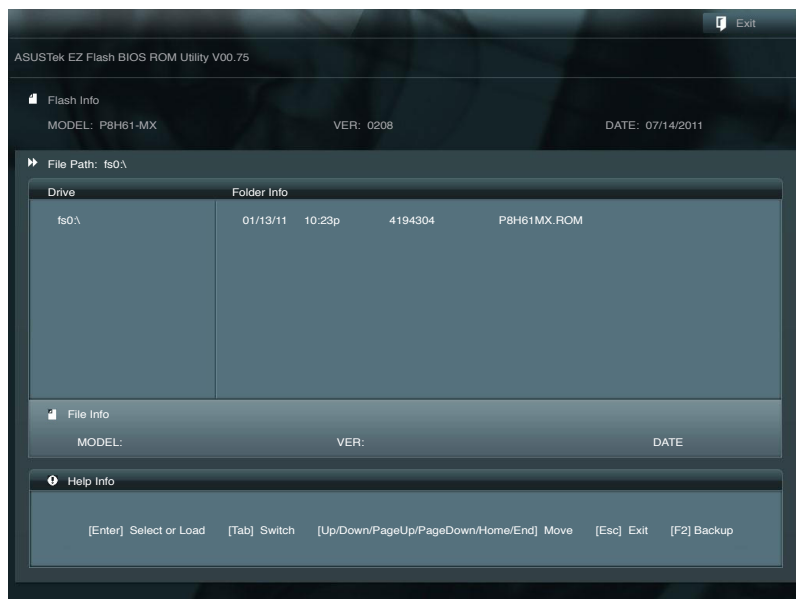 Exit
ASUSTek EZ Flash BIOS ROM Utility V00.75
Flash Info
MODEL: P8H61-MX VER: 0208 DATE: 07/14/2011
File Path: fs0:\
Drive Folder Info
fs0:\ 01/13/11 10:23p 4194304 P8H61MX.ROM
File Info
MODEL: VER: DATE
Help Info
[Enter] Select or Load [Tab] Switch [Up/Down/PageUp/PageDown/Home/End] Move [Esc] Exit [F2] Backup